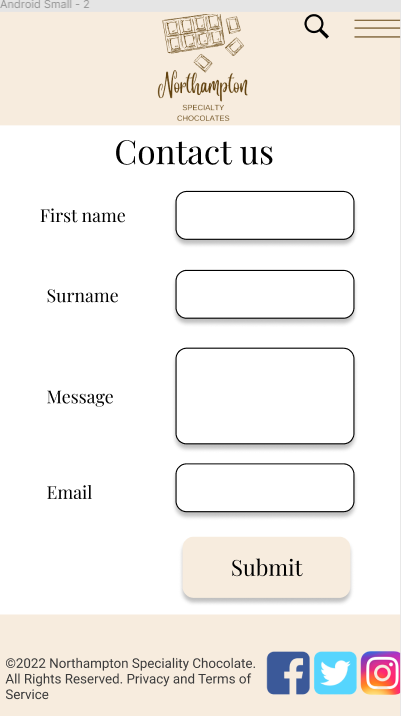 Android Small - 2
Northampton
SPECIALTY
CHOCOLATES
Contact us
First name
Surname
Message
Email
Submit
©2022 Northampton Speciality Chocolate.
All Rights Reserved. Privacy and Terms of
Service